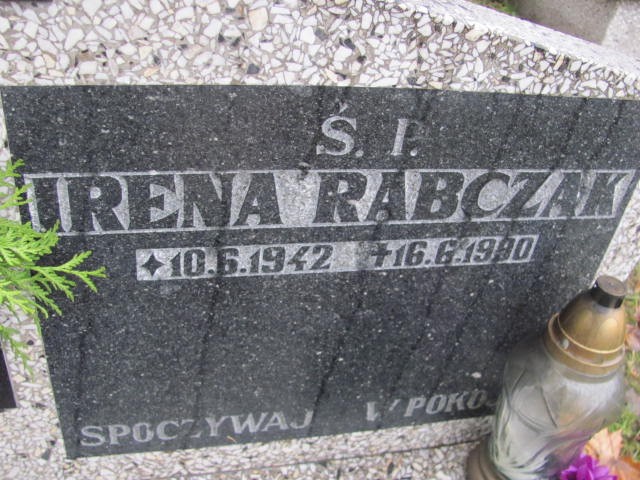 Ś. P.
IRENA RABCZAK
10.6.1942 +16.6.1990
SPOCZYWAJ W POKOJ